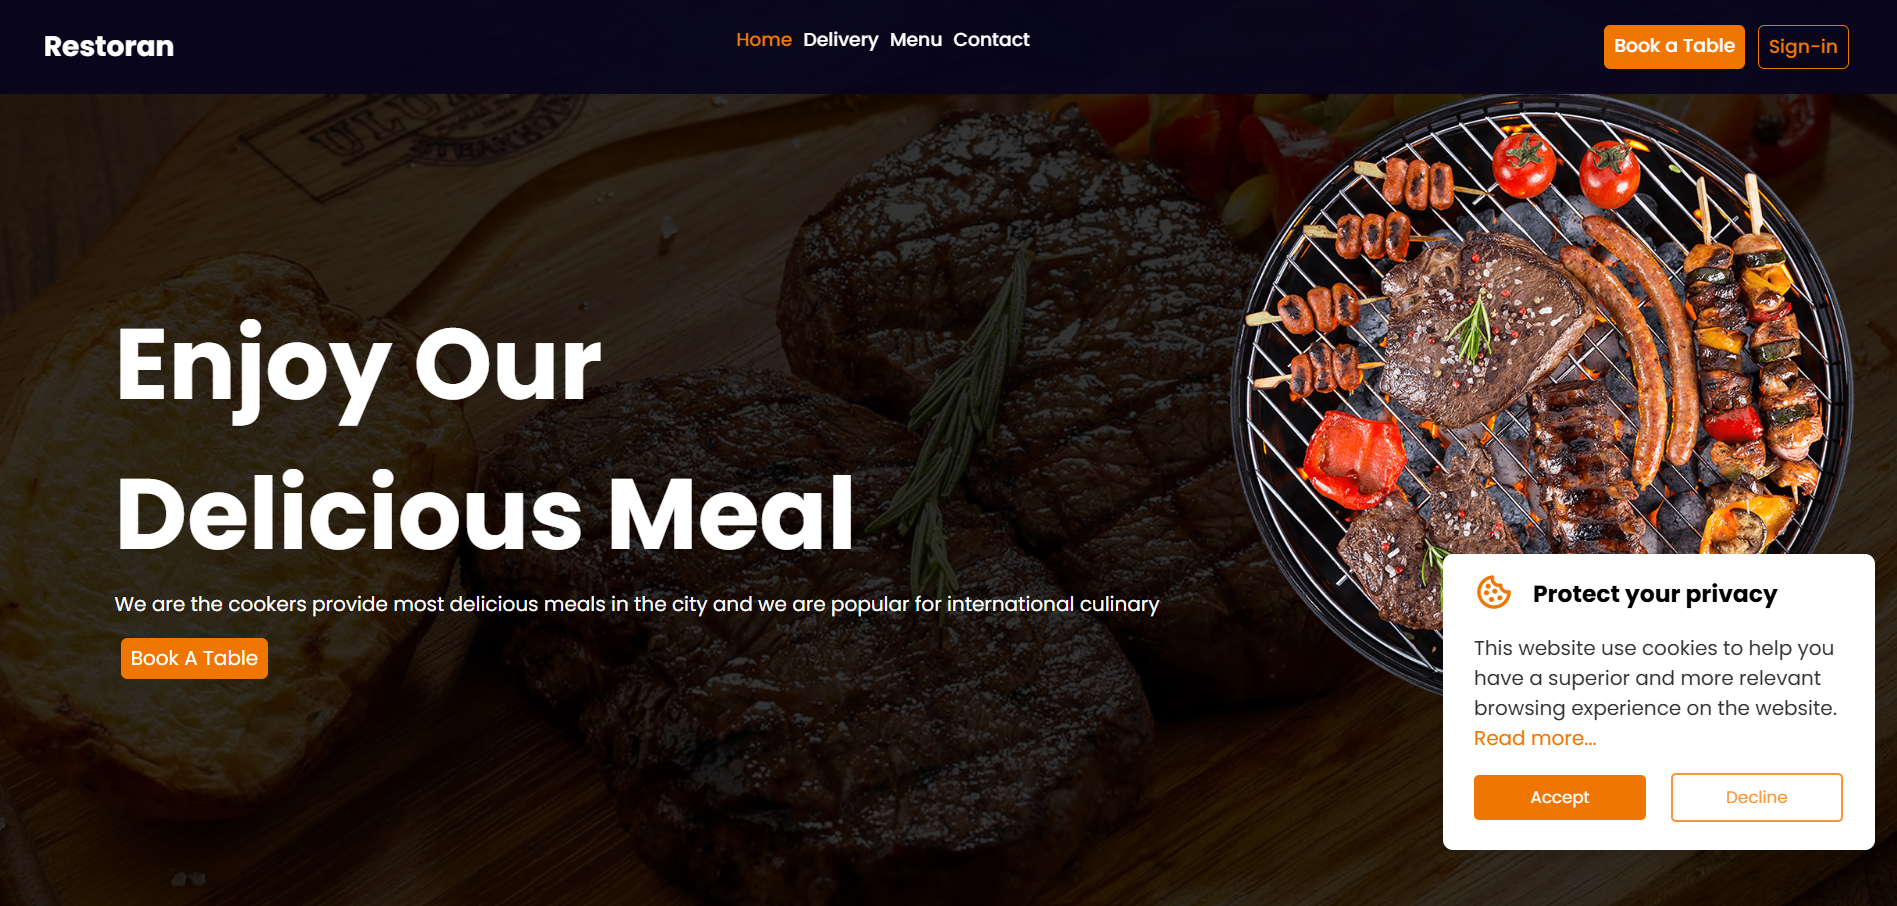 Restoran
Home Delivery Menu Contact
Book a Table Sign-in
Enjoy Our
Delicious Meal
We are the cookers provide most delicious meals in the city and we are popular for international culinary
Book A Table
Protect your privacy
This website use cookies to help you
have a superior and more relevant
browsing experience on the website.
Read more...
Accept Decline